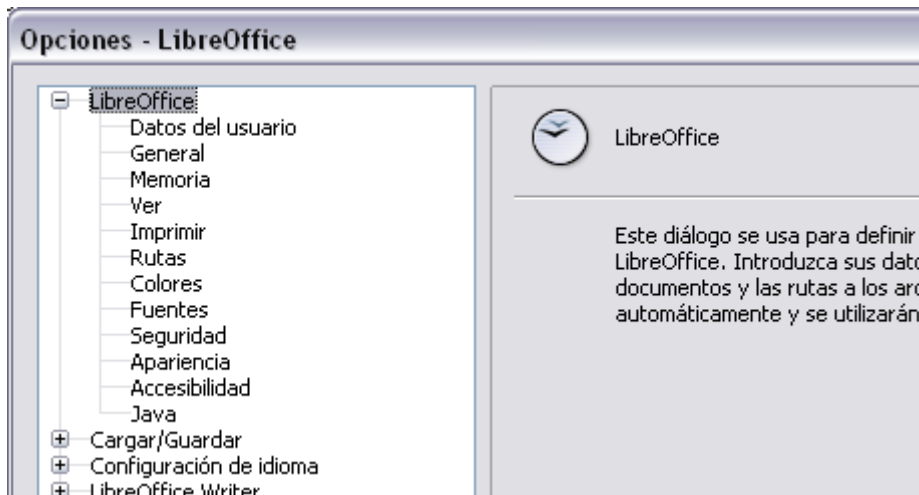 Opciones - LibreOffice
LibreOffice
Datos del usuario
General
Memoria
Ver
Imprimir
Rutas
Colores
Fuentes
Seguridad
Apariencia
Accesibilidad
Java
Cargar/Guardar
Configuración de idioma
LibreOffice Writer
LibreOffice
Este diálogo se usa para definir
LibreOffice. Introduzca sus dato
documentos y las rutas a los arc
automáticamente y se utilizarán